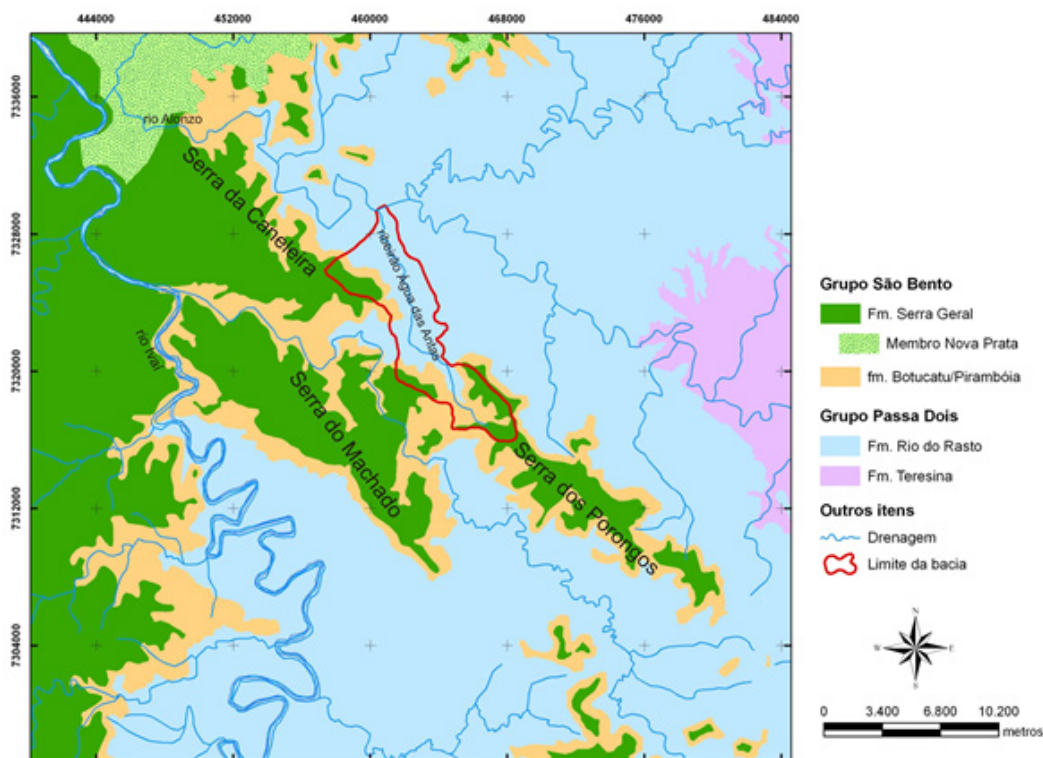 444000 452000 460000 468000 476000 484000
7336000
7328000
7320000
7312000
7304000
rio Alonzo
Serra da Caneleira
ribeirão Água das Antas
rio Ivaí
Serra do Machado
Serra dos Porongos
Grupo São Bento
Fm. Serra Geral
Membro Nova Prata
fm. Botucatu/Pirambóia
Grupo Passa Dois
Fm. Rio do Rasto
Fm. Teresina
Outros itens
Drenagem
Limite da bacia
N
W E
S
0 3.400 6.800 10.200
metros